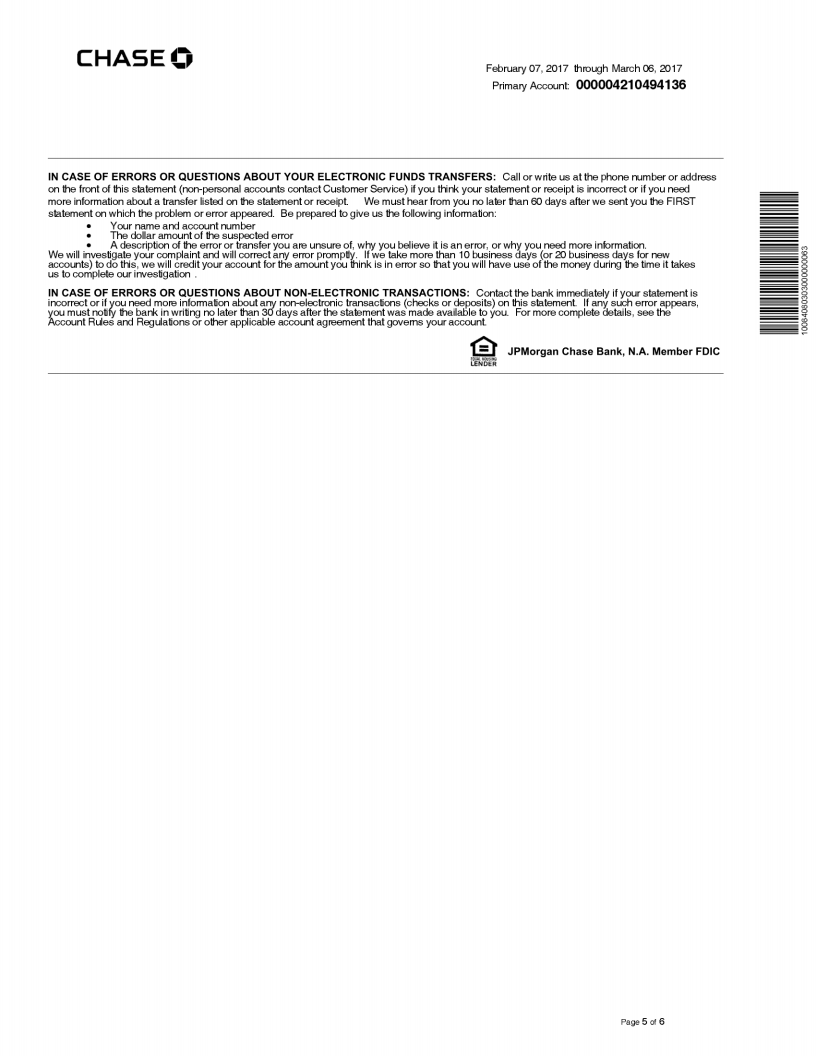 CHASE
February 07, 2017 through March 06, 2017
Primary Account: 000004210494136
IN CASE OF ERRORS OR QUESTIONS ABOUT YOUR ELECTRONIC FUNDS TRANSFERS: Call or write us at the phone number or address
on the front of this statement (non-personal accounts contact Customer Service) if you think your statement or receipt is incorrect or if you need
more information about a transfer listed on the statement or receipt. We must hear from you no later than 60 days after we sent you the FIRST
statement on which the problem or error appeared. Be prepared to give us the following information:
• Your name and account number
• The dollar amount of the suspected error
• A description of the error or transfer you are unsure of, why you believe it is an error, or why you need more information.
We will investigate your complaint and will correct any error promptly. If we take more than 10 business days (or 20 business days for new
accounts) to do this, we will credit your account for the amount you think is in error so that you will have use of the money during the time it takes
us to complete our investigation .
IN CASE OF ERRORS OR QUESTIONS ABOUT NON-ELECTRONIC TRANSACTIONS: Contact the bank immediately if your statement is
incorrect or if you need more information about any non-electronic transactions (checks or deposits) on this statement. If any such error appears,
you must notify the bank in writing no later than 30 days after the statement was made available to you. For more complete details, see the
Account Rules and Regulations or other applicable account agreement that governs your account.
EQUAL HOUSING
LENDER
JPMorgan Chase Bank, N.A. Member FDIC
10084080303000000063
Page 5 of 6